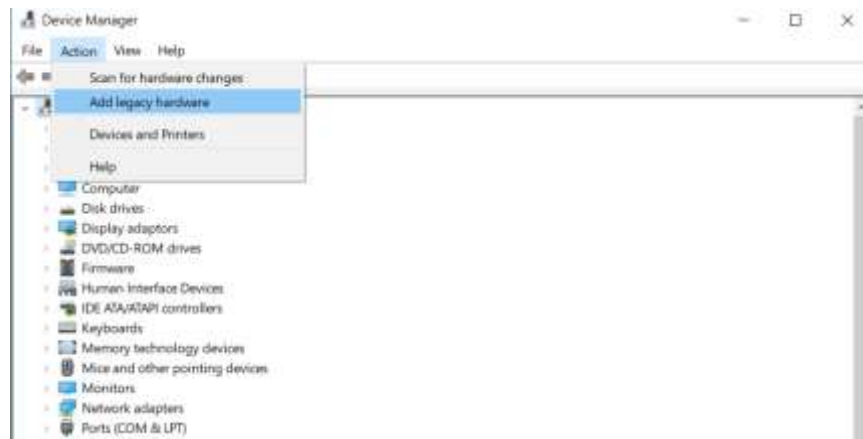 Device Manager
File Action View Help
Scan for hardware changes
Add legacy hardware
Devices and Printers
Help
Computer
Disk drives
Display adaptors
DVD/CD-ROM drives
Firmware
Human Interface Devices
IDE ATA/ATAPI controllers
Keyboards
Memory technology devices
Mice and other pointing devices
Monitors
Network adapters
Ports (COM & LPT)